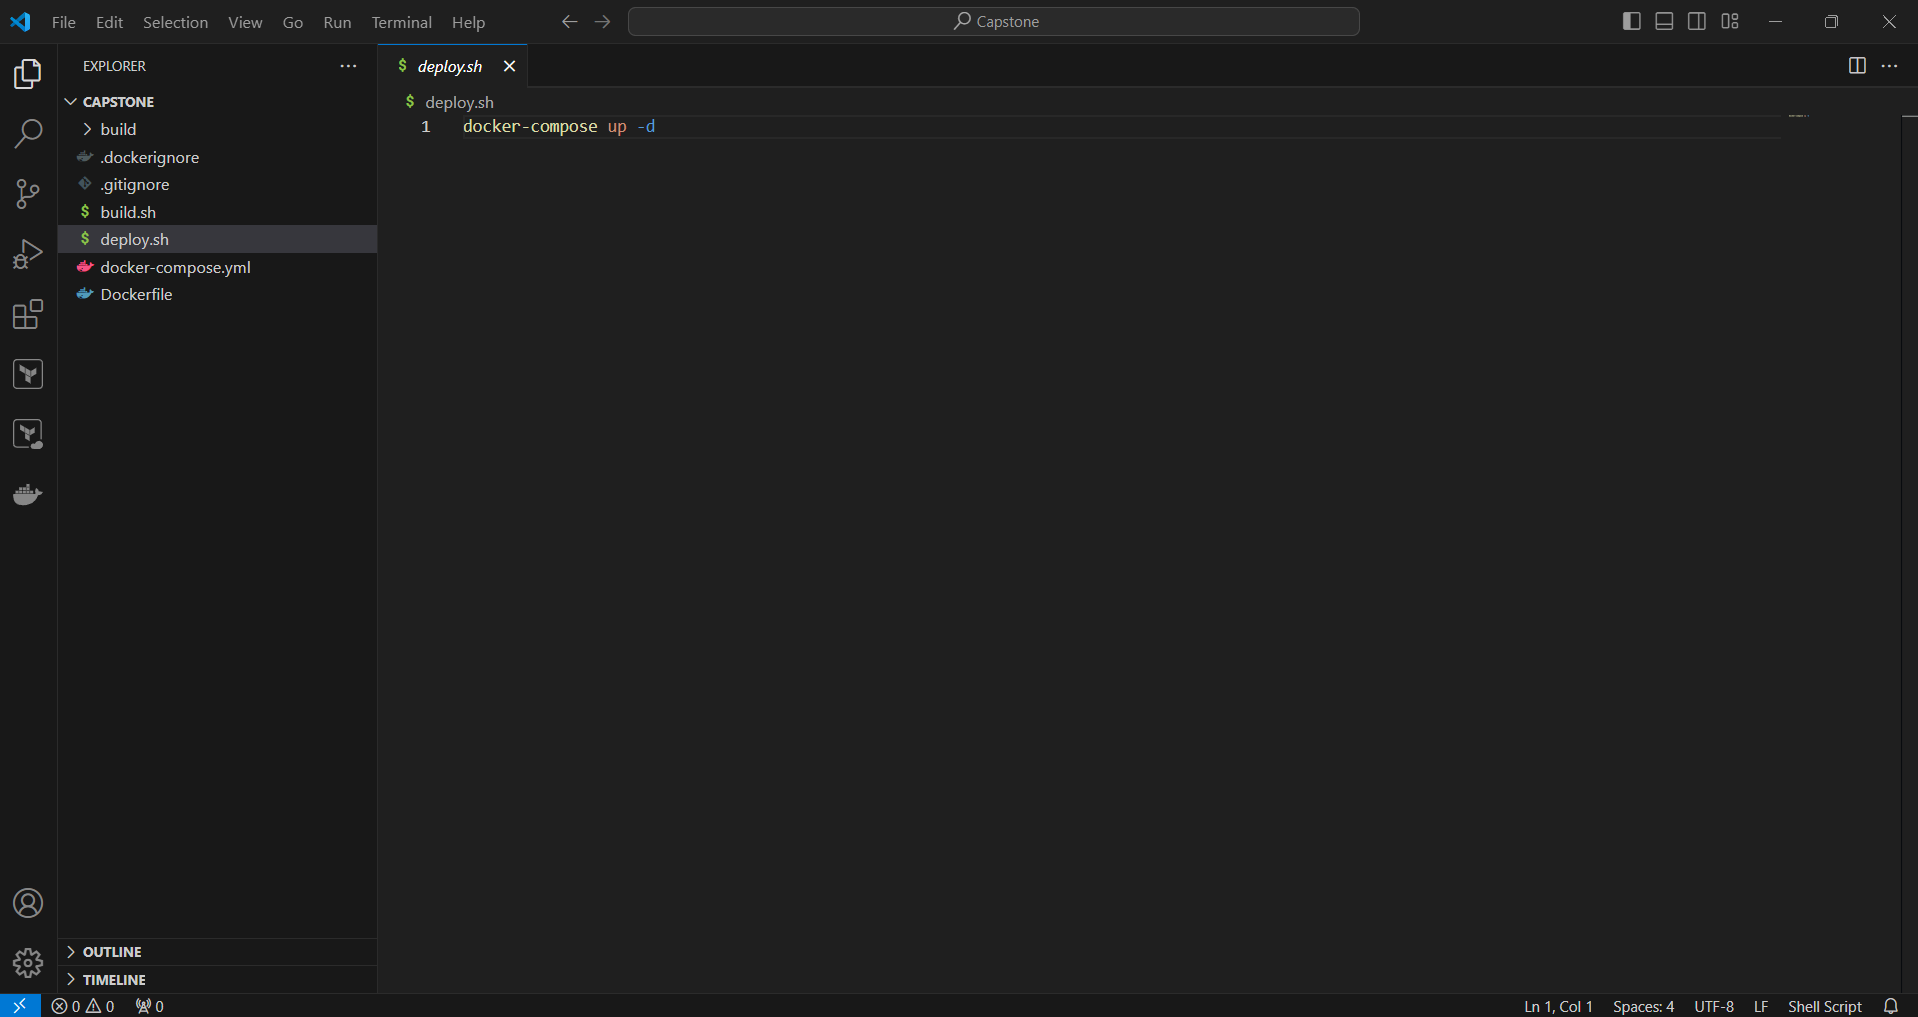 File Edit Selection View Go Run Terminal Help
Capstone
EXPLORER
CAPSTONE
build
.dockerignore
.gitignore
$ build.sh
$ deploy.sh
docker-compose.yml
Dockerfile
OUTLINE
TIMELINE
$ deploy.sh
$ deploy.sh
1 docker-compose up -d
0 0 0
Ln 1, Col 1 Spaces: 4 UTF-8 LF Shell Script